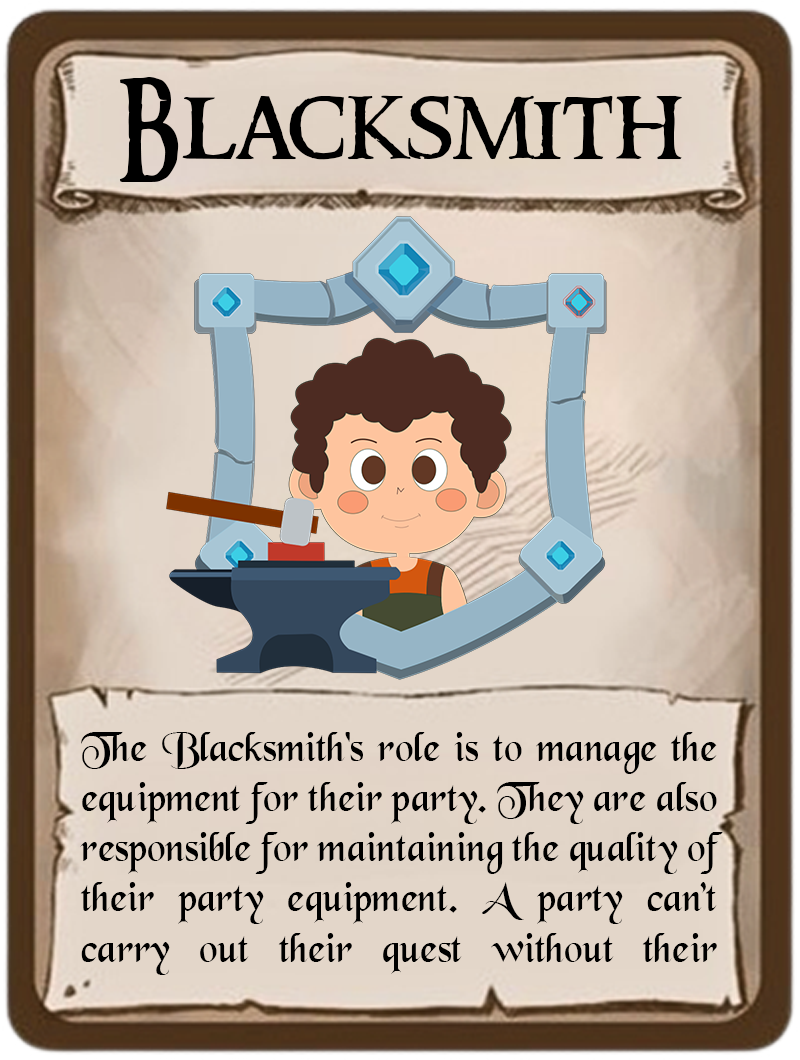 Blacksmith
The Blacksmith's role is to manage the
equipment for their party. They are also
responsible for maintaining the quality of
their party equipment. A party can't
carry out their quest without their